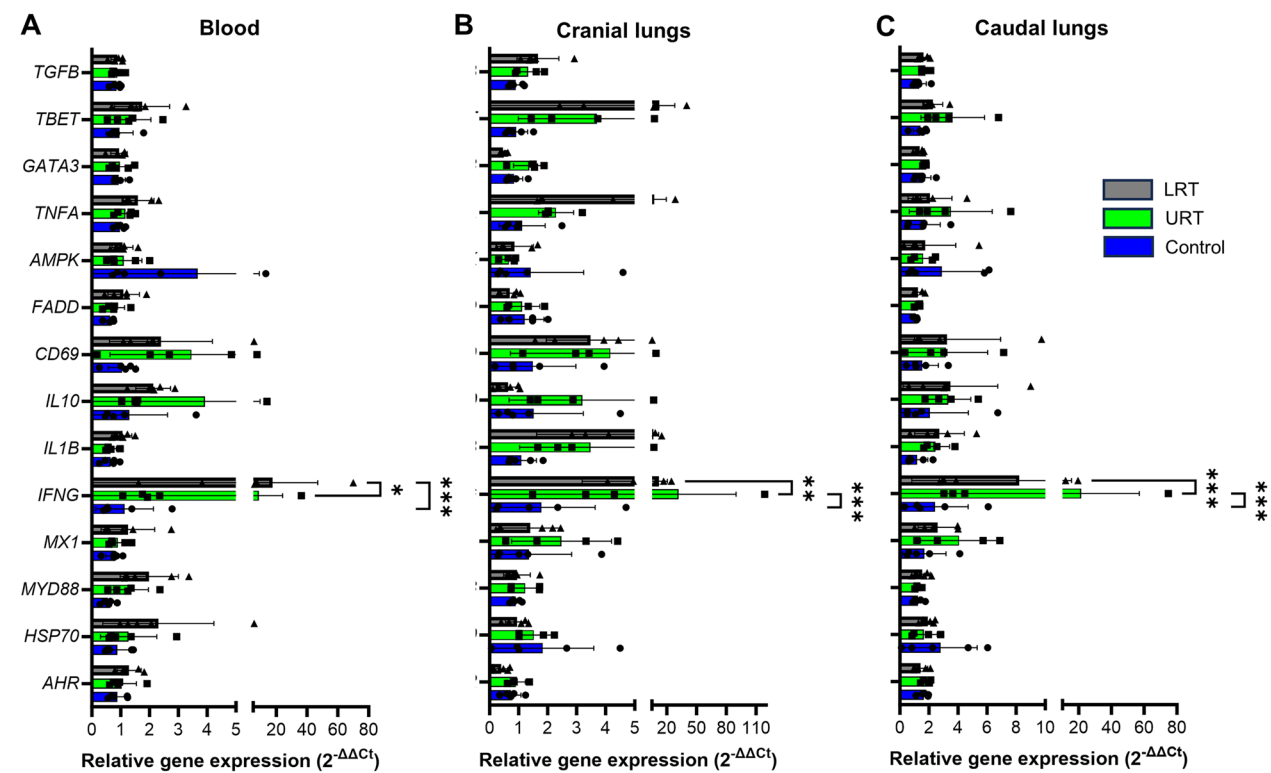 A Blood
B Cranial lungs
C Caudal lungs
TGFB
TBET
GATA3
TNFA
AMPK
FADD
CD69
IL10
IL1B
IFNG
MX1
MYD88
HSP70
AHR
* ***
** ***
*** ***
LRT
URT
Control
0 1 2 3 4 5 20 40 60 80
0 1 2 3 4 5 20 50 80 110
0 2 4 6 8 10 20 40 60 80
Relative gene expression (2-ΔΔCt)
Relative gene expression (2-ΔΔCt)
Relative gene expression (2-ΔΔCt)